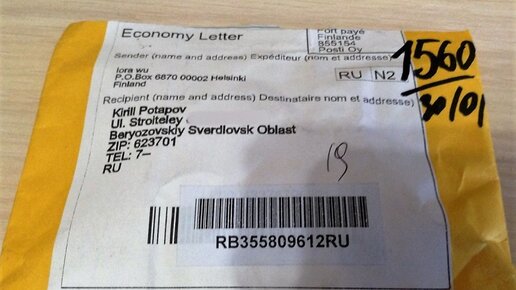 Economy Letter
Port payé
Finlande
855154
Posti Oy
Sender (name and address) Expéditeur (nom et adresse)
lora wu
P.O.Box 6870 00002 Helsinki
Finland
RU N2
1560
30/01
Recipient (name and address) Destinataire nom et adresse)
Kirill Potapov
Ul. Stroiteley
Beryozovskiy Sverdlovsk Oblast
ZIP: 623701
TEL: 7–
RU
19
RB355809612RU